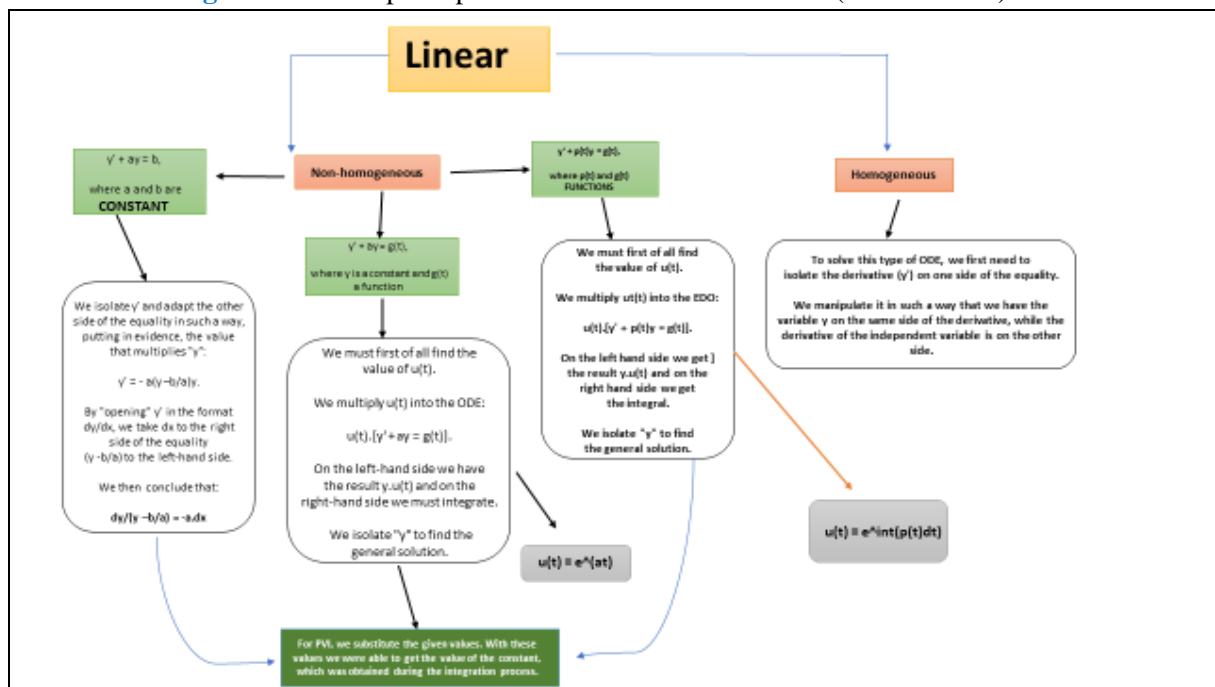 Linear
y' + ay = b,
where a and b are
CONSTANT
Non-homogeneous
y' + p(t)y = g(t),
where p(t) and g(t)
FUNCTIONS
Homogeneous
y' + ay = g(t),
where y is a constant and g(t)
a function
We must first of all find
the value of u(t).
We multiply ut(t) into the EDO:
u(t).[y' + p(t)y = g(t)].
On the left hand side we get ]
the result y.u(t) and on the
right hand side we get
the integral.
We isolate "y" to find
the general solution.
To solve this type of ODE, we first need to
isolate the derivative (y') on one side of the equality.
We manipulate it in such a way that we have the
variable y on the same side of the derivative, while the
derivative of the independent variable is on the other
side.
We isolate y' and adapt the other
side of the equality in such a way,
putting in evidence, the value
that multiplies "y":
y' = - a(y–b/a)y.
By "opening" y' in the format
dy/dx, we take dx to the right
side of the equality
(y -b/a) to the left-hand side.
We then conclude that:
dy/(y –b/a) = -a.dx
We must first of all find the
value of u(t).
We multiply u(t) into the ODE:
u(t).[y'+ay = g(t)].
On the left-hand side we have
the result y.u(t) and on the
right-hand side we must integrate.
We isolate "y" to find the
general solution.
u(t) = e^(at)
u(t) = e^int(p(t)dt)
For PVI, we substitute the given values. With these
values we were able to get the value of the constant,
which was obtained during the integration process.